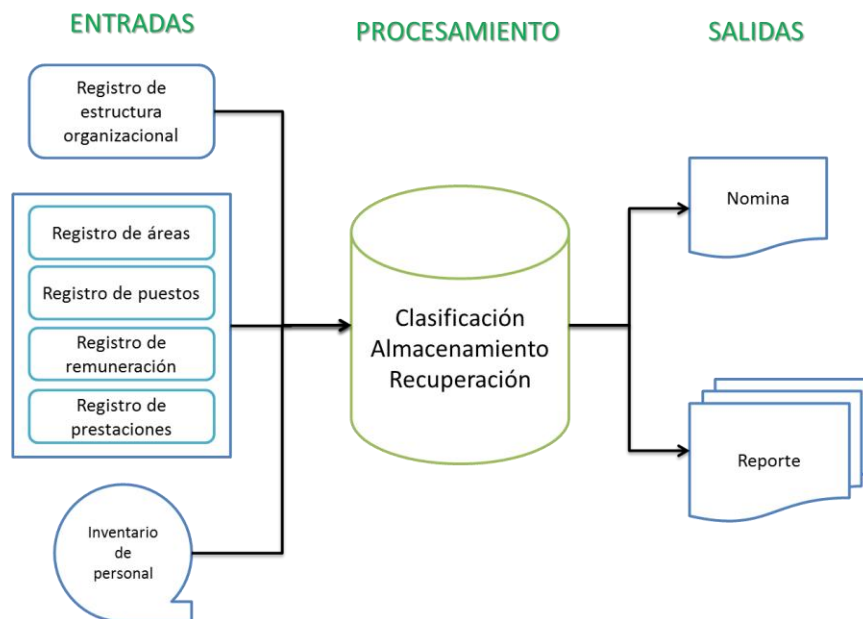 ENTRADAS
PROCESAMIENTO
SALIDAS
Registro de
estructura
organizacional
Registro de áreas
Registro de puestos
Registro de
remuneración
Registro de
prestaciones
Inventario
de
personal
Clasificación
Almacenamiento
Recuperación
Nomina
Reporte